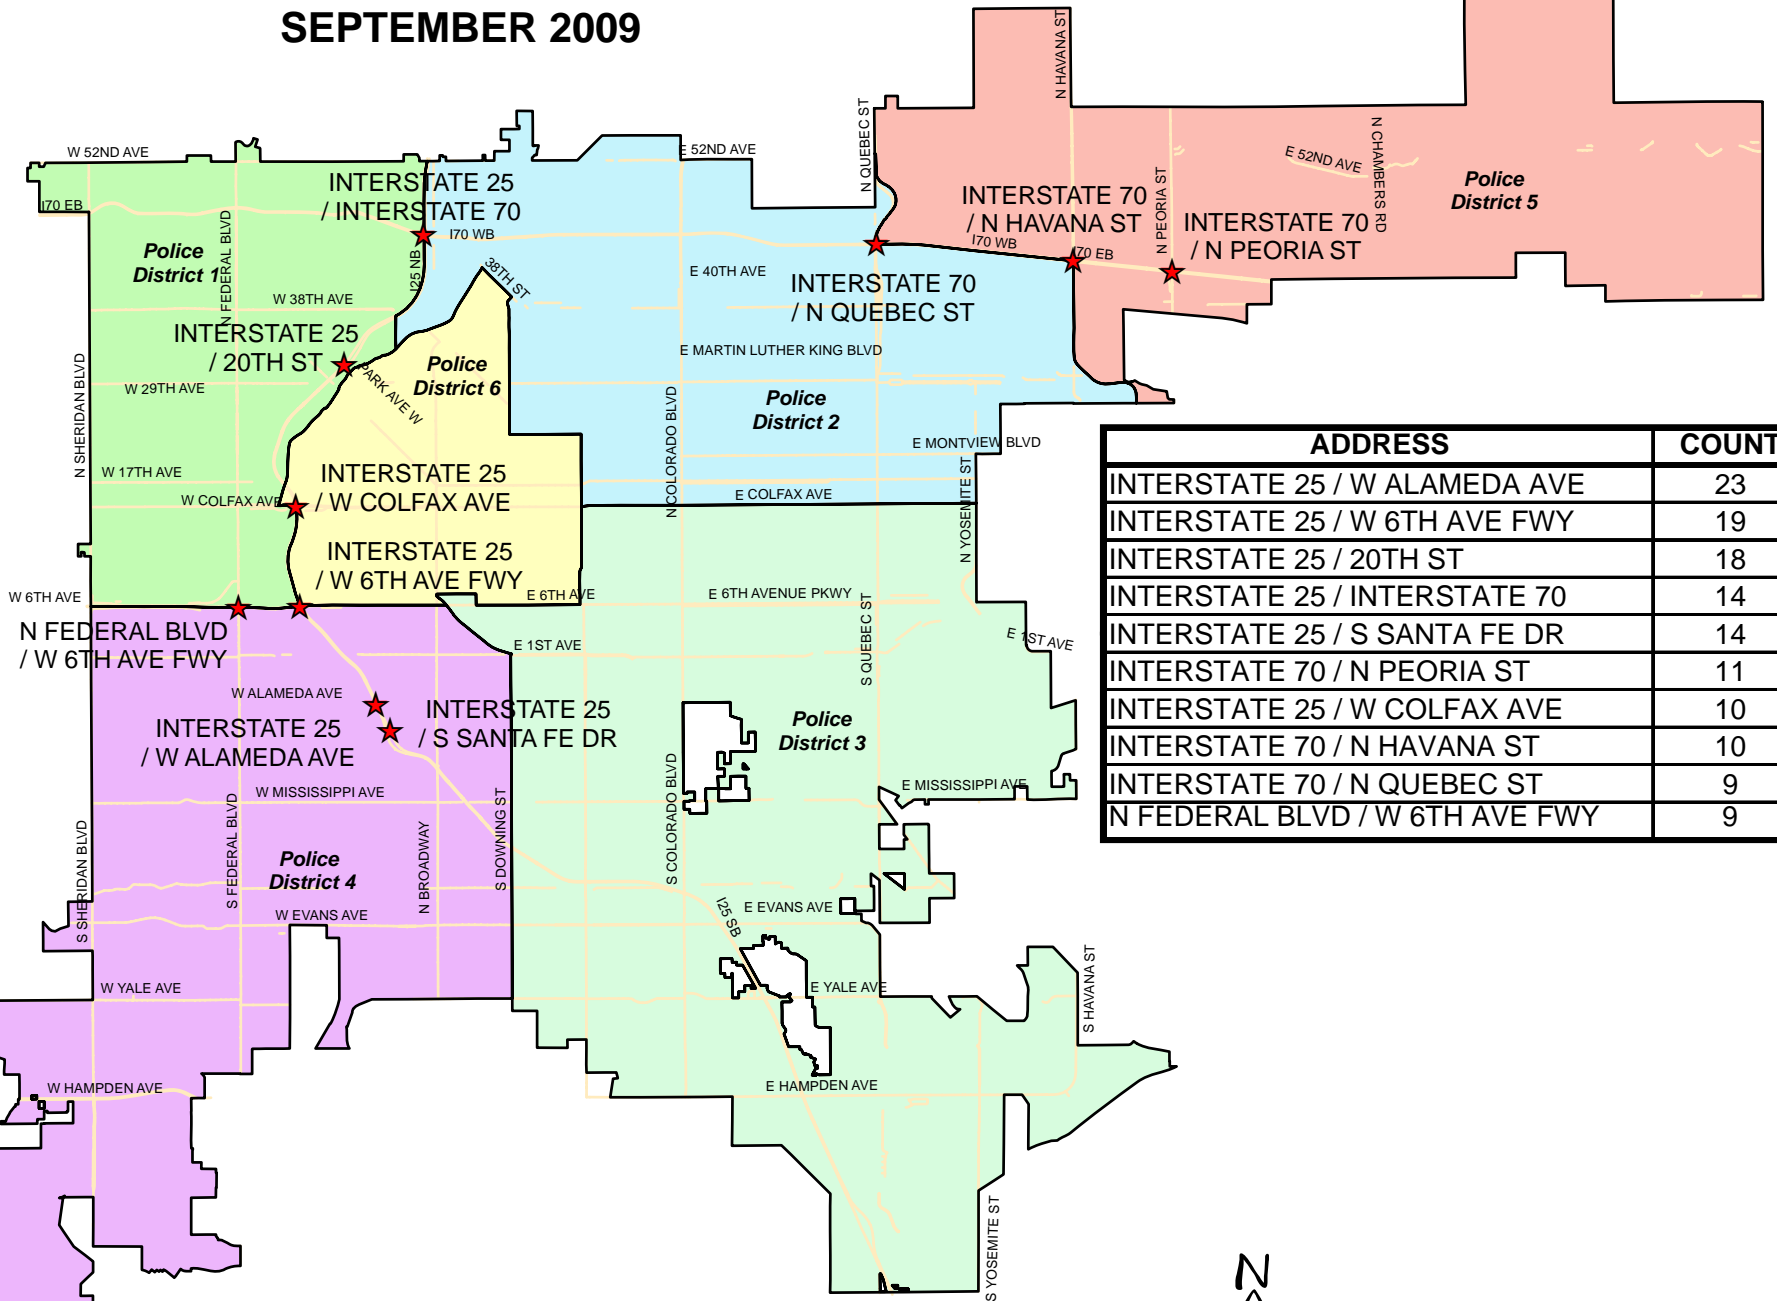 SEPTEMBER 2009
N HAVANA ST
N QUEBEC ST
W 52ND AVE
E 52ND AVE
N CHAMBERS RD
E 52ND AVE
INTERSTATE 25
/ INTERSTATE 70
INTERSTATE 70
/ N HAVANA ST
N PEORIA ST
Police
District 5
I70 EB
N FEDERAL BLVD
INTERSTATE 70
/ N PEORIA ST
I70 WB
I70 WB
I70 EB
Police
District 1
I25 NB
38TH ST
E 40TH AVE
INTERSTATE 70
/ N QUEBEC ST
W 38TH AVE
INTERSTATE 25
/ 20TH ST
E MARTIN LUTHER KING BLVD
N SHERIDAN BLVD
Police
District 6
W 29TH AVE
PARK AVE W
N COLORADO BLVD
Police
District 2
E MONTVIEW BLVD
W 17TH AVE
INTERSTATE 25
/ W COLFAX AVE
N YOSEMITE ST
W COLFAX AVE
E COLFAX AVE
INTERSTATE 25
/ W 6TH AVE FWY
W 6TH AVE
E 6TH AVE
E 6TH AVENUE PKWY
N FEDERAL BLVD
/ W 6TH AVE FWY
S QUEBEC ST
E 1ST AVE
E 1ST AVE
W ALAMEDA AVE
INTERSTATE 25
/ W ALAMEDA AVE
INTERSTATE 25
/ S SANTA FE DR
Police
District 3
W MISSISSIPPI AVE
E MISSISSIPPI AVE
S SHERIDAN BLVD
S FEDERAL BLVD
N BROADWAY
S DOWNING ST
S COLORADO BLVD
Police
District 4
W EVANS AVE
E EVANS AVE
I25 SB
W YALE AVE
E YALE AVE
S HAVANA ST
W HAMPDEN AVE
E HAMPDEN AVE
S YOSEMITE ST
ADDRESS COUNT
INTERSTATE 25 / W ALAMEDA AVE 23
INTERSTATE 25 / W 6TH AVE FWY 19
INTERSTATE 25 / 20TH ST 18
INTERSTATE 25 / INTERSTATE 70 14
INTERSTATE 25 / S SANTA FE DR 14
INTERSTATE 70 / N PEORIA ST 11
INTERSTATE 25 / W COLFAX AVE 10
INTERSTATE 70 / N HAVANA ST 10
INTERSTATE 70 / N QUEBEC ST 9
N FEDERAL BLVD / W 6TH AVE FWY 9
N